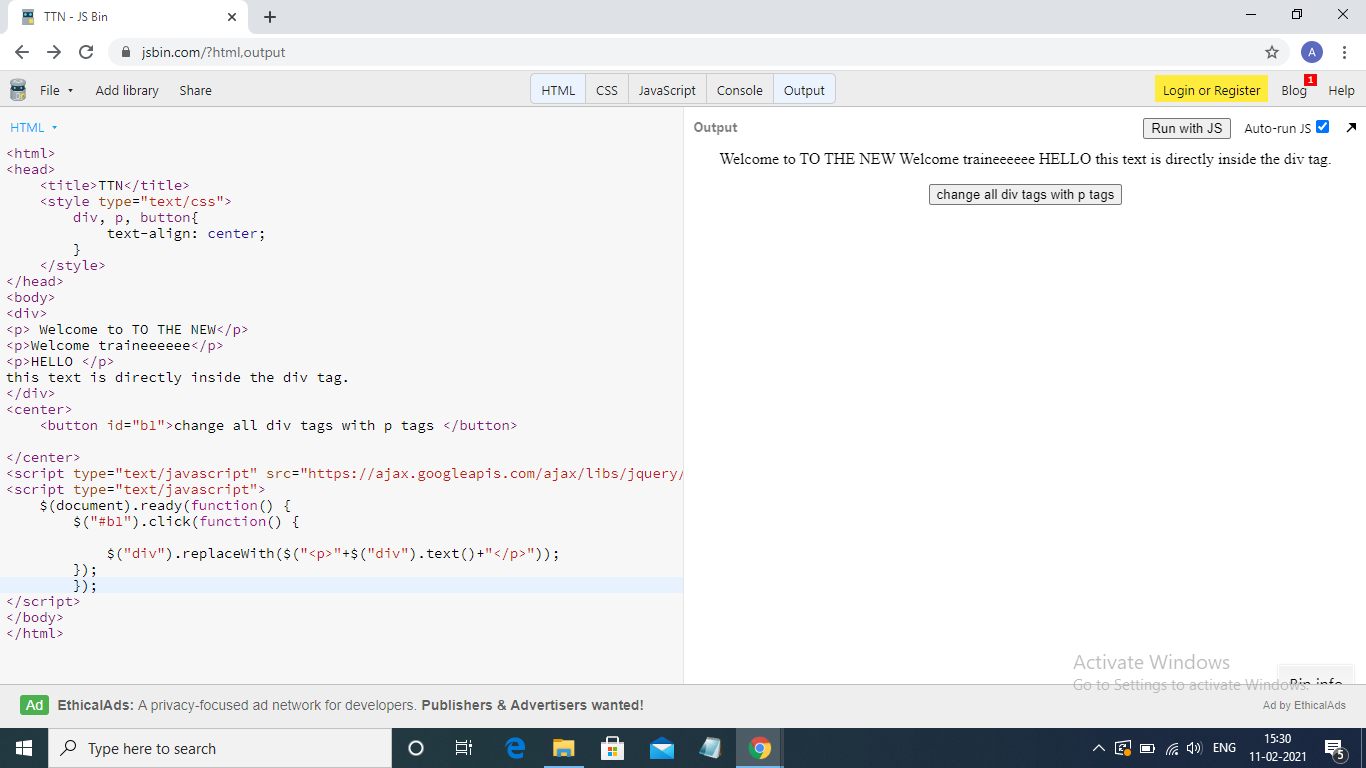 TTN - JS Bin
jsbin.com/?html,output
A
File
Add library
Share
HTML
CSS
JavaScript
Console
Output
Login or Register
Blog
1
Help
HTML
Output
Run with JS
Auto-run JS
<html>
<head>
    <title>TTN</title>
    <style type="text/css">
        div, p, button{
            text-align: center;
        }
    </style>
</head>
<body>
<div>
<p> Welcome to TO THE NEW</p>
<p>Welcome traineeeeee</p>
<p>HELLO </p>
this text is directly inside the div tag.
</div>
<center>
    <button id="b1">change all div tags with p tags </button>
</center>
<script type="text/javascript" src="https://ajax.googleapis.com/ajax/libs/jquery/
<script type="text/javascript">
    $(document).ready(function() {
        $("#b1").click(function() {
            $("div").replaceWith($("<p>"+$("div").text()+"</p>"));
        });
        });
</script>
</body>
</html>
Welcome to TO THE NEW Welcome traineeeeee HELLO this text is directly inside the div tag.
change all div tags with p tags
Activate Windows
Go to Settings to activate Windows.
Bin info
Ad
EthicalAds: A privacy-focused ad network for developers. Publishers & Advertisers wanted!
Ad by EthicalAds
Type here to search
ENG
15:30
11-02-2021
5